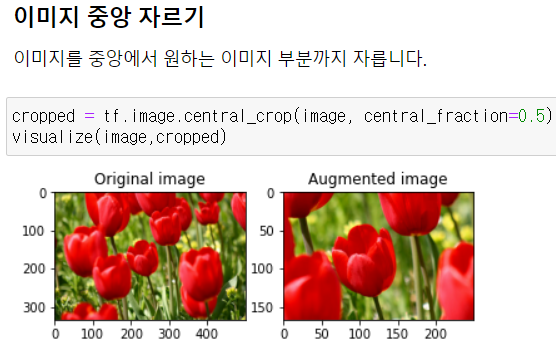 이미지 중앙 자르기
이미지를 중앙에서 원하는 이미지 부분까지 자릅니다.
cropped = tf.image.central_crop(image, central_fraction=0.5)
visualize(image,cropped)
Original image Augmented image
0 0
100 50
200 100
300 150
0 100 200 300 400 0 50 100 150 200